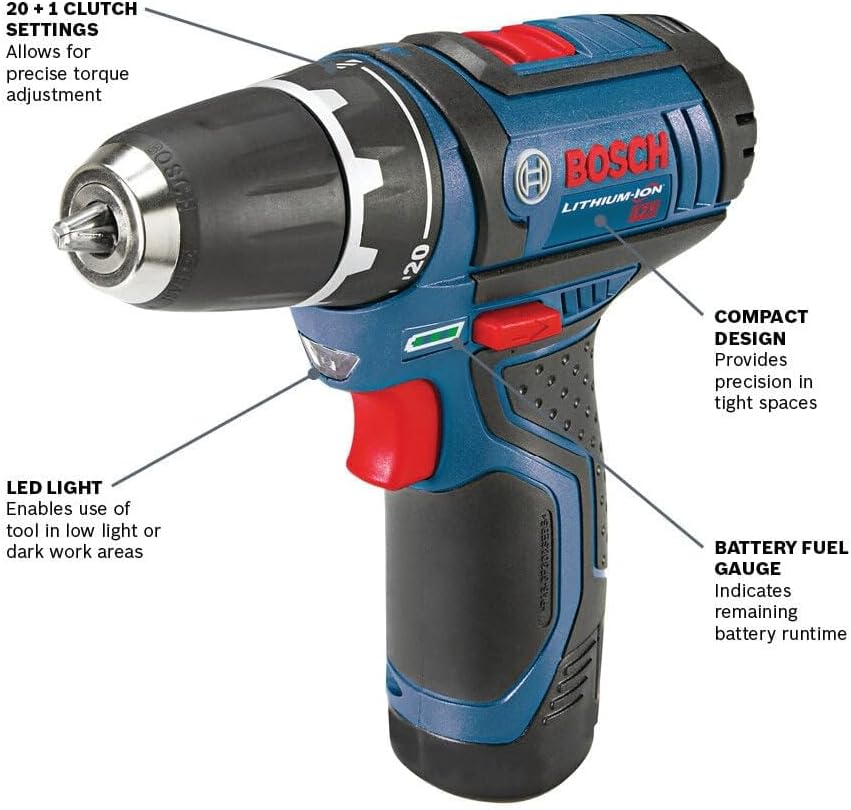 20 + 1 CLUTCH
SETTINGS
Allows for
precise torque
adjustment
BOSCH
BOSCH
LITHIUM-ION
12V
20
COMPACT
DESIGN
Provides
precision in
tight spaces
LED LIGHT
Enables use of
tool in low light or
dark work areas
BATTERY FUEL
GAUGE
Indicates
remaining
battery runtime